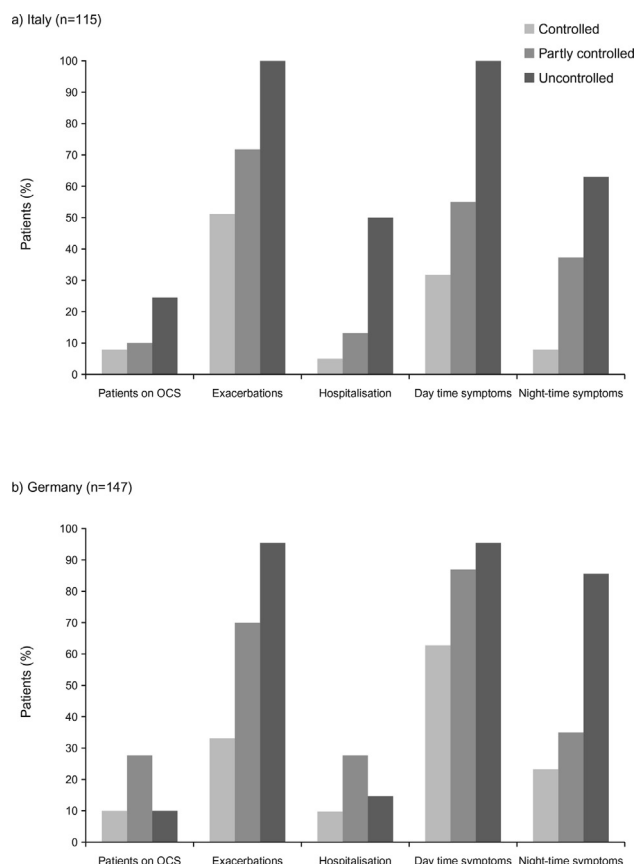 a) Italy (n=115)
Controlled
Partly controlled
Uncontrolled
Patients (%)
100
90
80
70
60
50
40
30
20
10
0
Patients on OCS Exacerbations Hospitalisation Day time symptoms Night-time symptoms
b) Germany (n=147)
Patients (%)
100
90
80
70
60
50
40
30
20
10
0
Patients on OCS Exacerbations Hospitalisation Day time symptoms Night-time symptoms